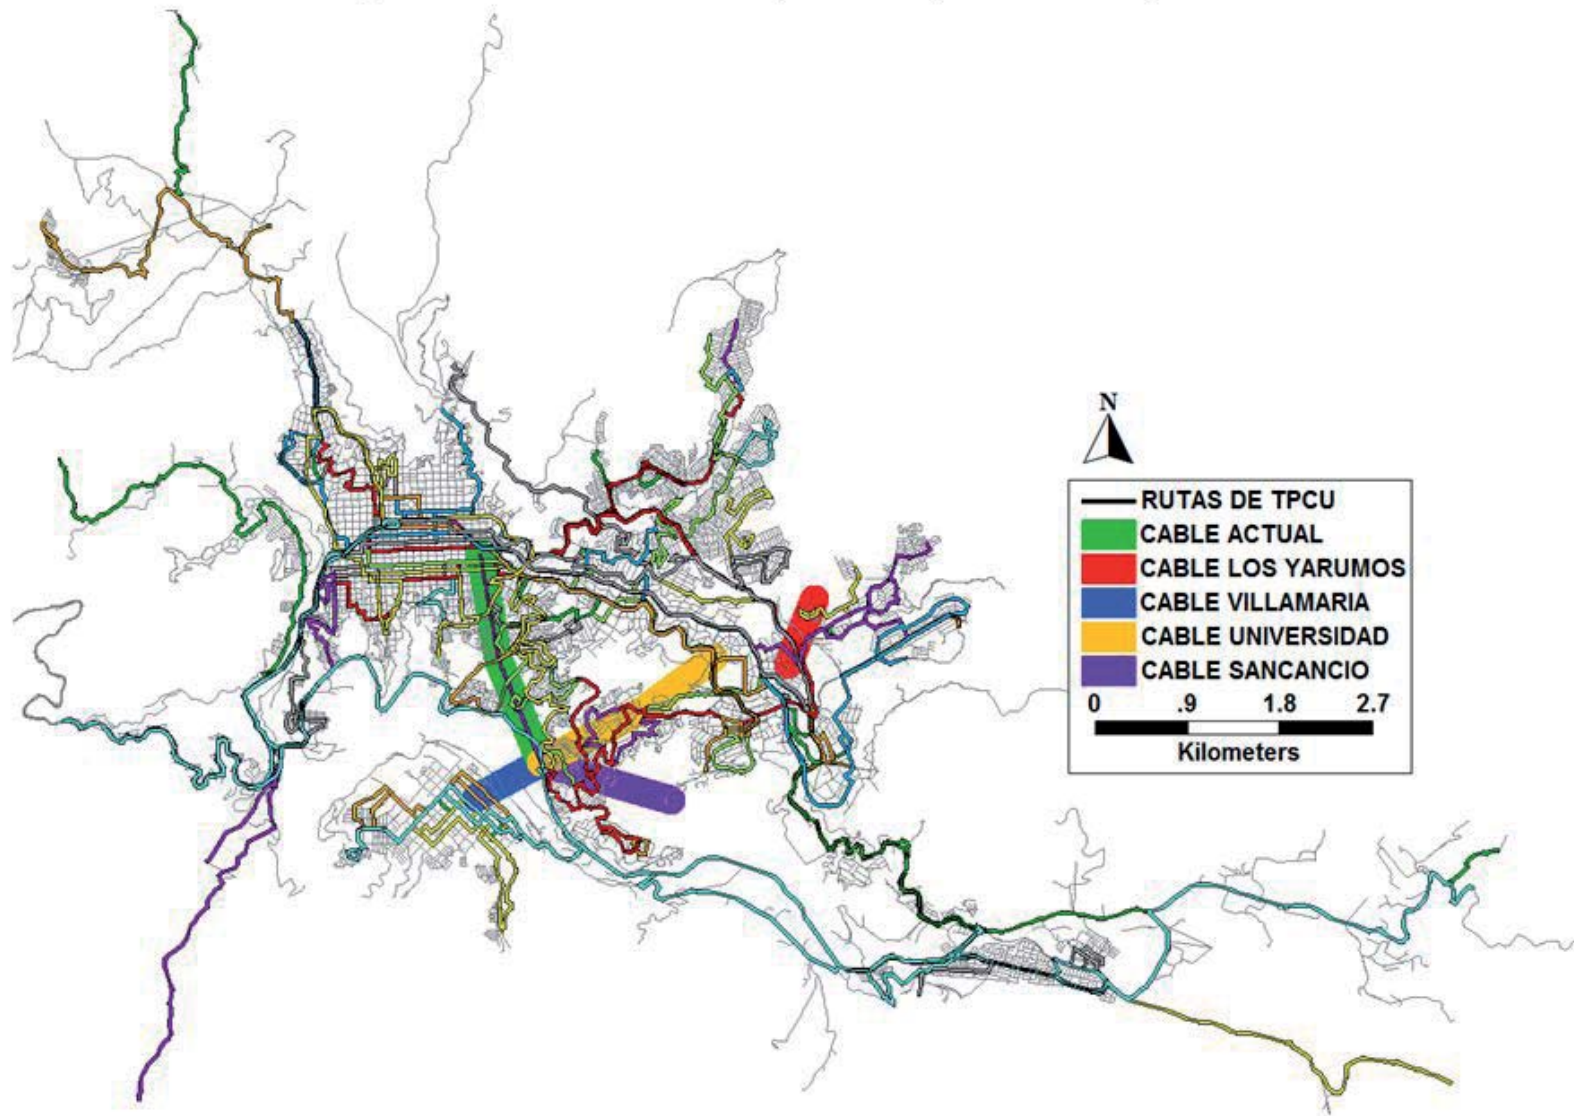 N
RUTAS DE TPCU
CABLE ACTUAL
CABLE LOS YARUMOS
CABLE VILLAMARIA
CABLE UNIVERSIDAD
CABLE SANCANCIO
0 .9 1.8 2.7
Kilometers